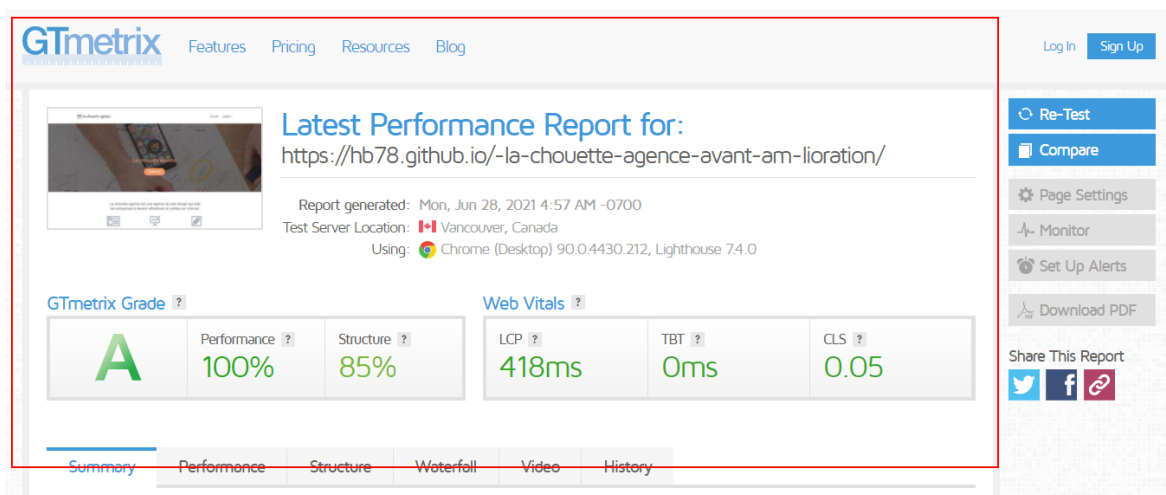 GTmetrix Features Pricing Resources Blog Log In Sign Up
Latest Performance Report for:
https://hb78.github.io/-la-chouette-agence-avant-am-lioration/
Report generated: Mon, Jun 28, 2021 4:57 AM -0700
Test Server Location: Vancouver, Canada
Using: Chrome (Desktop) 90.0.4430.212, Lighthouse 7.4.0
GTmetrix Grade ?
A
Performance ?
100%
Structure ?
85%
Web Vitals ?
LCP ?
418ms
TBT ?
0ms
CLS ?
0.05
Summary Performance Structure Waterfall Video History
Re-Test
Compare
Page Settings
Monitor
Set Up Alerts
Download PDF
Share This Report